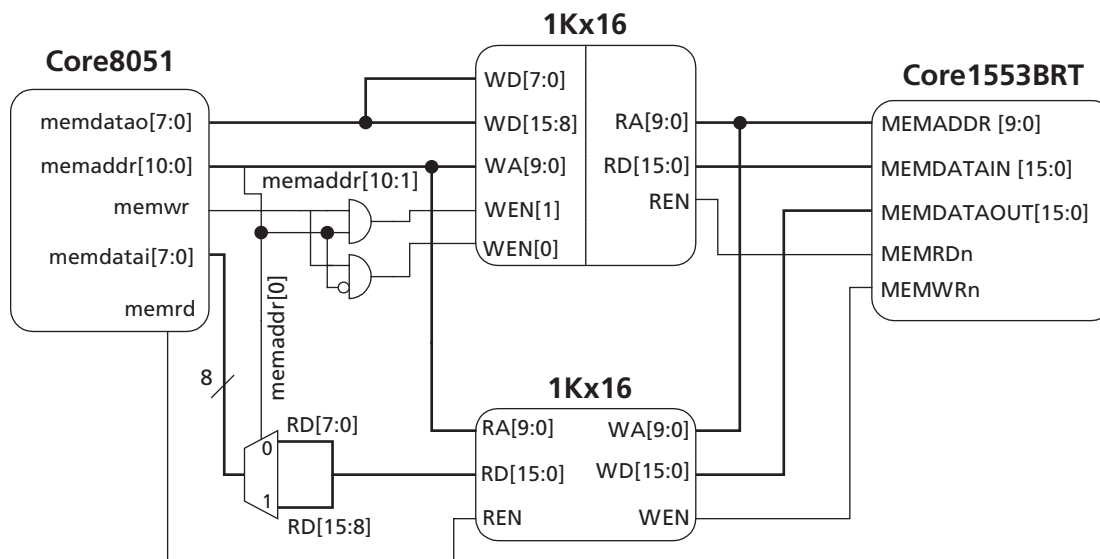 1Kx16
Core8051
Core1553BRT
memdatao[7:0]
memaddr[10:0]
memwr
memdatai[7:0]
memrd
memaddr[10:1]
memaddr[0]
WD[7:0]
WD[15:8]
WA[9:0]
WEN[1]
WEN[0]
RA[9:0]
RD[15:0]
REN
MEMADDR [9:0]
MEMDATAIN [15:0]
MEMDATAOUT[15:0]
MEMRDn
MEMWRn
8
0
1
RD[7:0]
RD[15:8]
1Kx16
RA[9:0]
RD[15:0]
REN
WA[9:0]
WD[15:0]
WEN